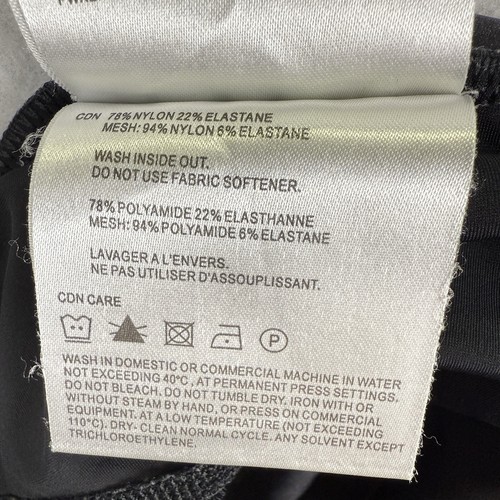 CDN 78% NYLON 22% ELASTANE
MESH: 94% NYLON 6% ELASTANE
WASH INSIDE OUT.
DO NOT USE FABRIC SOFTENER.
78% POLYAMIDE 22% ELASTHANNE
MESH: 94% POLYAMIDE 6% ELASTANE
LAVAGER A L'ENVERS.
NE PAS UTILISER D'ASSOUPLISSANT.
CDN CARE
P
WASH IN DOMESTIC OR COMMERCIAL MACHINE IN WATER
NOT EXCEEDING 40°C , AT PERMANENT PRESS SETTINGS.
DO NOT BLEACH. DO NOT TUMBLE DRY. IRON WITH OR
WITHOUT STEAM BY HAND, OR PRESS ON COMMERCIAL
EQUIPMENT. AT A LOW TEMPERATURE (NOT EXCEEDING
110°C). DRY- CLEAN NORMAL CYCLE. ANY SOLVENT EXCEPT
TRICHLOROETHYLENE.